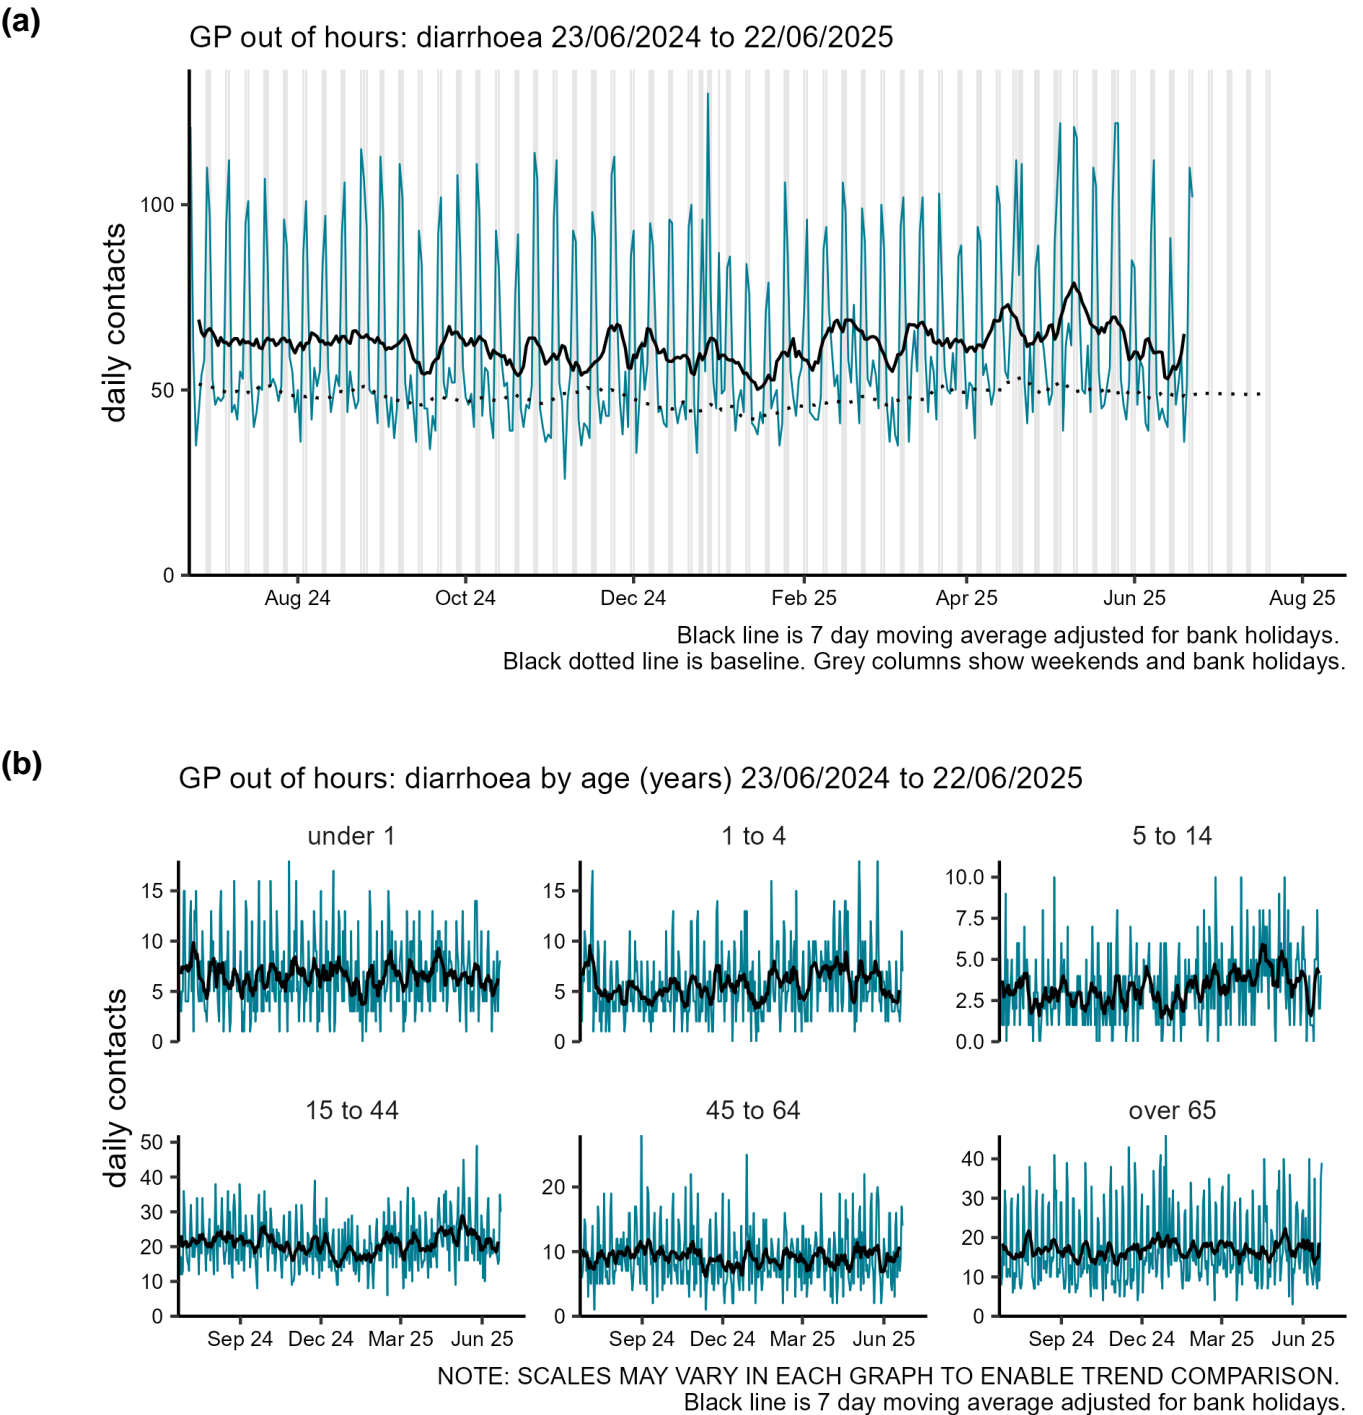 (a)
GP out of hours: diarrhoea 23/06/2024 to 22/06/2025
daily contacts
100
50
0
Aug 24 Oct 24 Dec 24 Feb 25 Apr 25 Jun 25 Aug 25
Black line is 7 day moving average adjusted for bank holidays.
Black dotted line is baseline. Grey columns show weekends and bank holidays.
(b)
GP out of hours: diarrhoea by age (years) 23/06/2024 to 22/06/2025
daily contacts
under 1
15
10
5
0
1 to 4
15
10
5
0
5 to 14
10.0
7.5
5.0
2.5
0.0
15 to 44
50
40
30
20
10
0
Sep 24 Dec 24 Mar 25 Jun 25
45 to 64
20
10
0
Sep 24 Dec 24 Mar 25 Jun 25
over 65
40
30
20
10
0
Sep 24 Dec 24 Mar 25 Jun 25
NOTE: SCALES MAY VARY IN EACH GRAPH TO ENABLE TREND COMPARISON.
Black line is 7 day moving average adjusted for bank holidays.